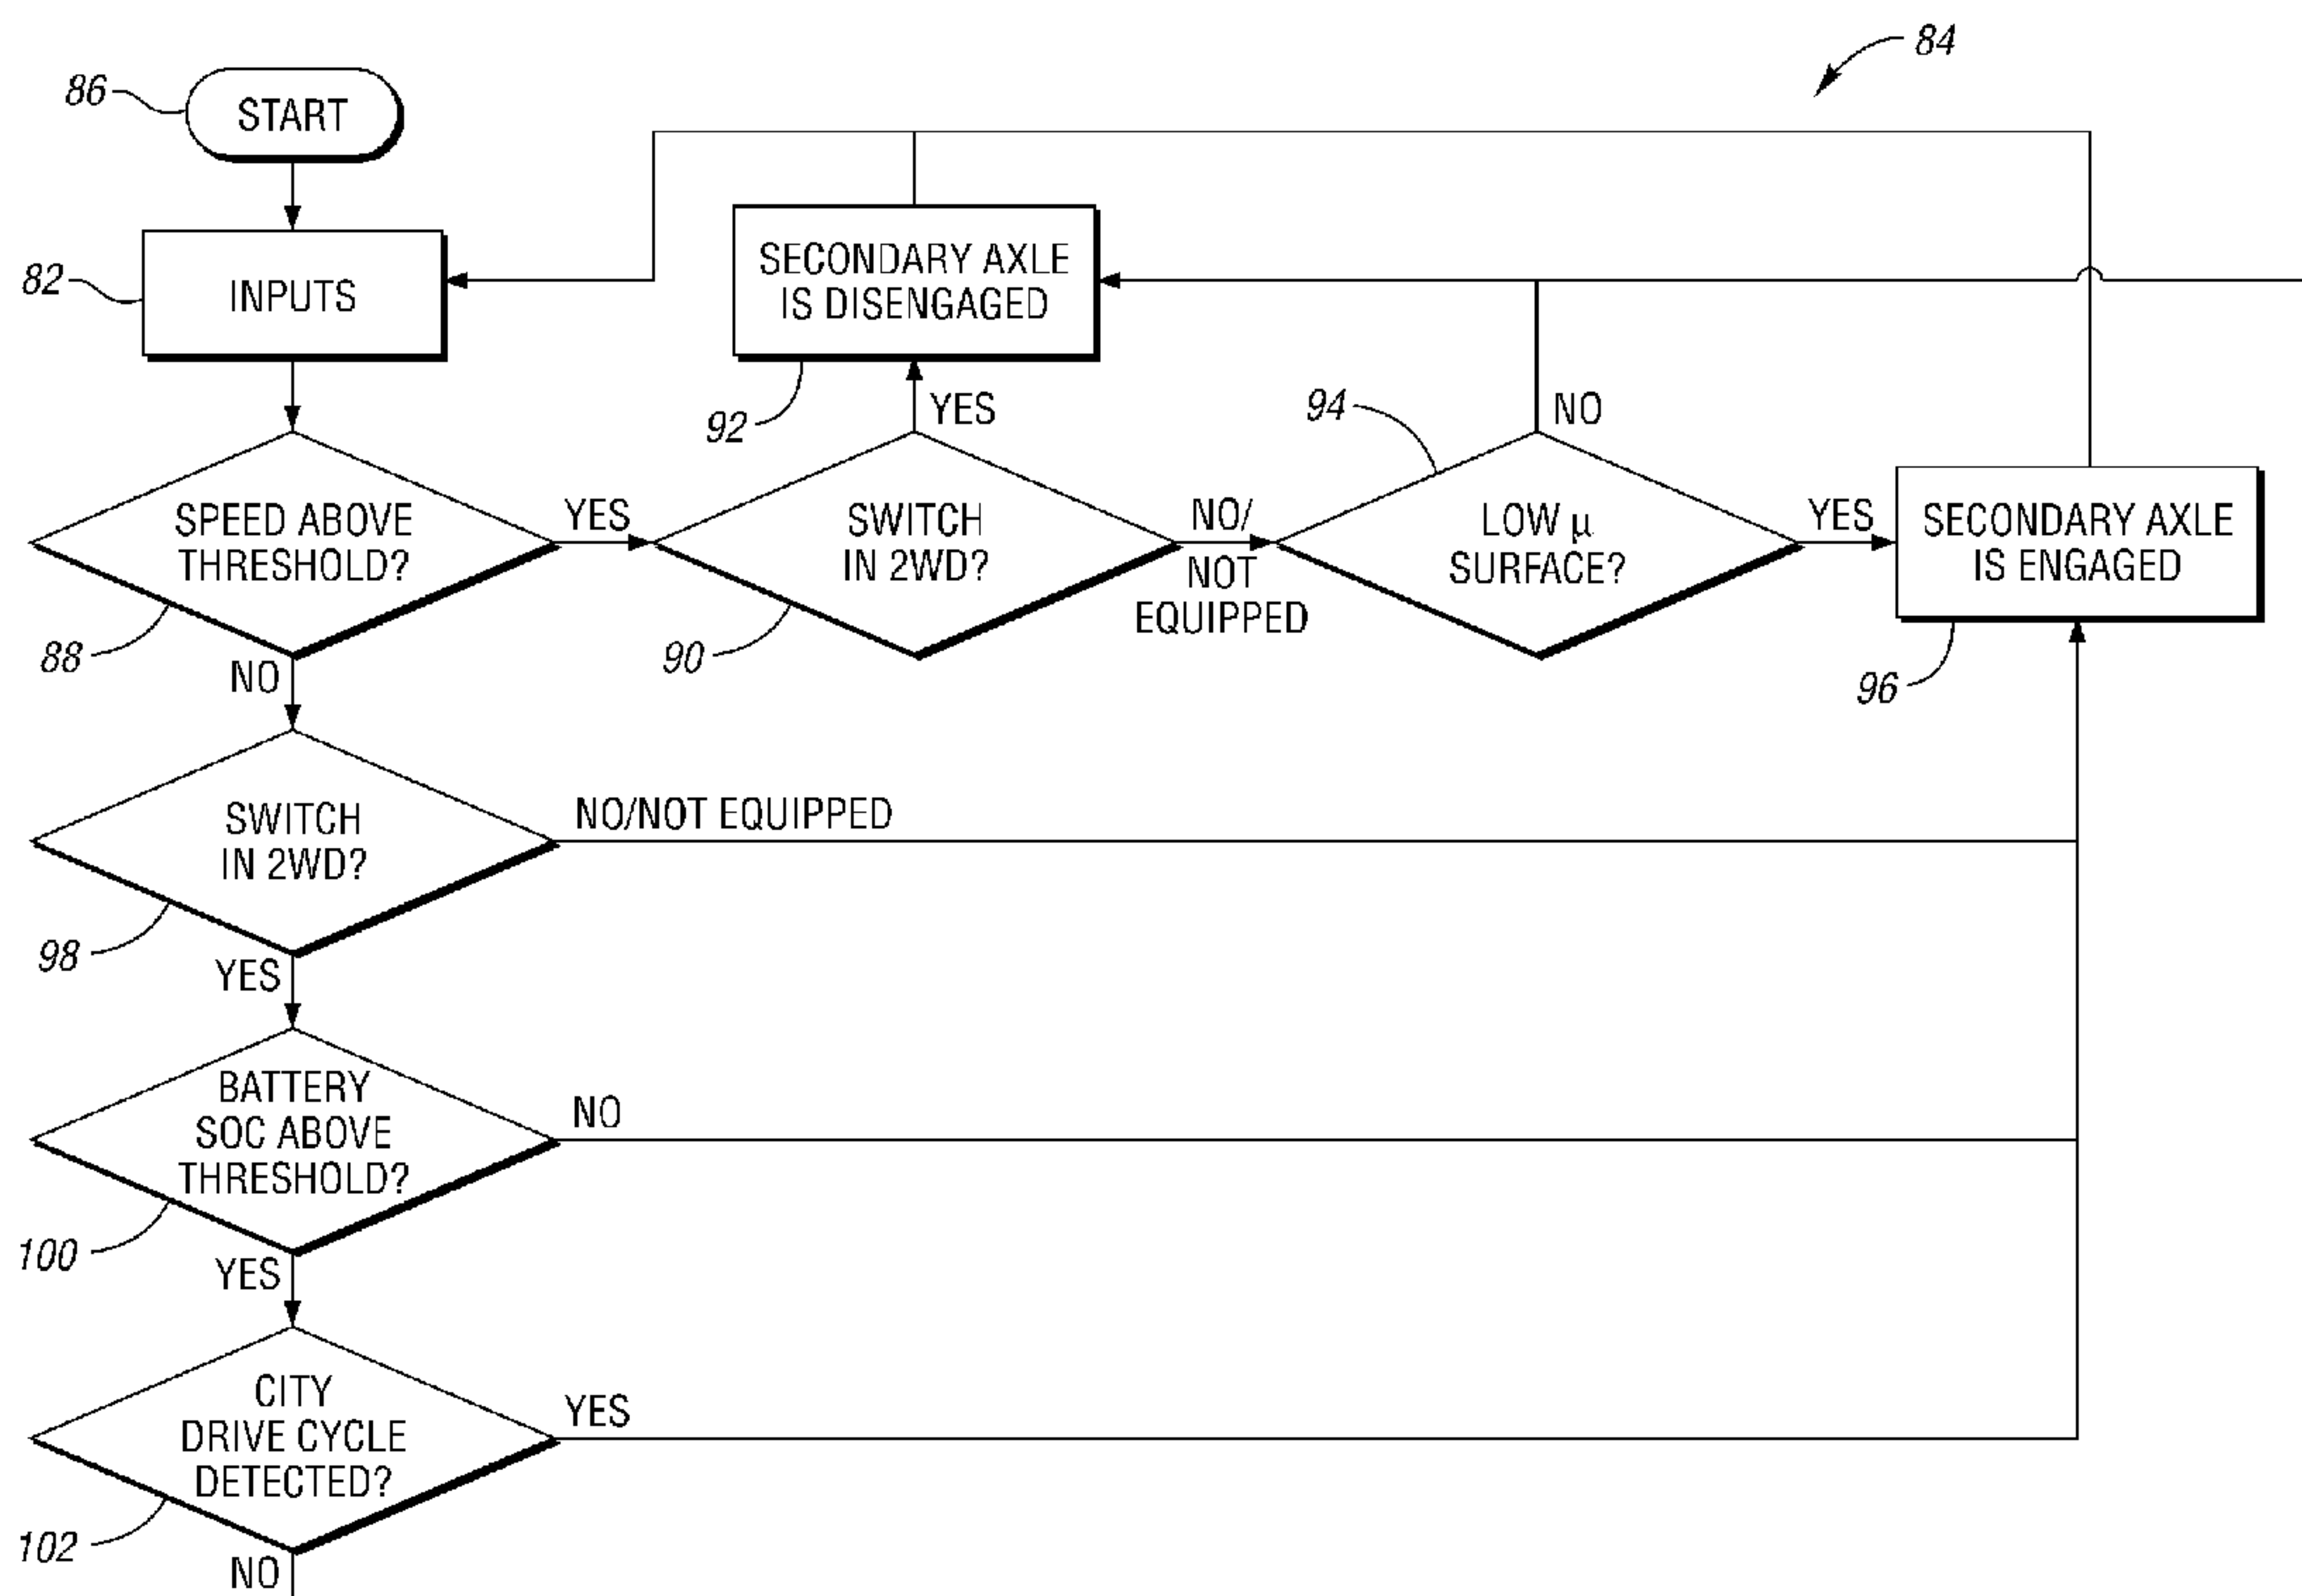 84
86
START
82
INPUTS
SECONDARY AXLE
IS DISENGAGED
92
YES
94
NO
SPEED ABOVE
THRESHOLD?
88
YES
NO
SWITCH
IN 2WD?
90
NO/
NOT
EQUIPPED
LOW μ
SURFACE?
YES
SECONDARY AXLE
IS ENGAGED
96
SWITCH
IN 2WD?
NO/NOT EQUIPPED
98
YES
BATTERY
SOC ABOVE
THRESHOLD?
NO
100
YES
CITY
DRIVE CYCLE
DETECTED?
YES
102
NO